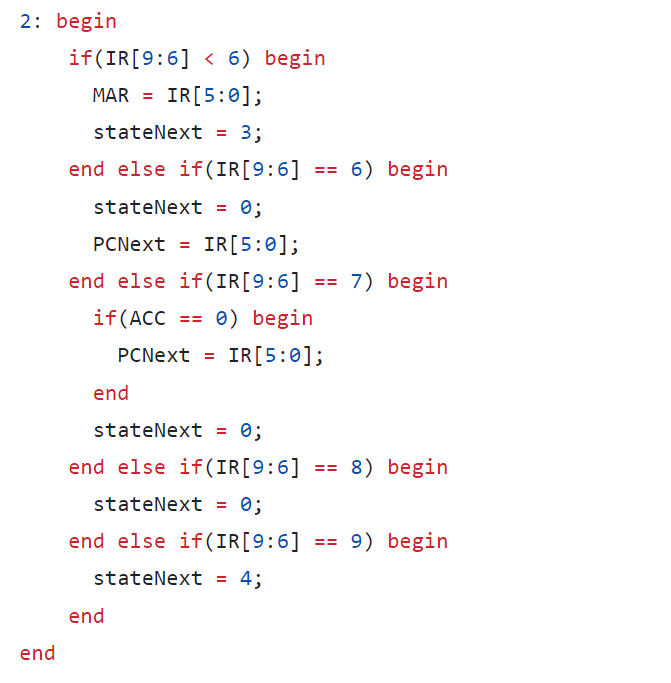 2: begin
if(IR[9:6] < 6) begin
MAR = IR[5:0];
stateNext = 3;
end else if(IR[9:6] == 6) begin
stateNext = 0;
PCNext = IR[5:0];
end else if(IR[9:6] == 7) begin
if(ACC == 0) begin
PCNext = IR[5:0];
end
stateNext = 0;
end else if(IR[9:6] == 8) begin
stateNext = 0;
end else if(IR[9:6] == 9) begin
stateNext = 4;
end
end